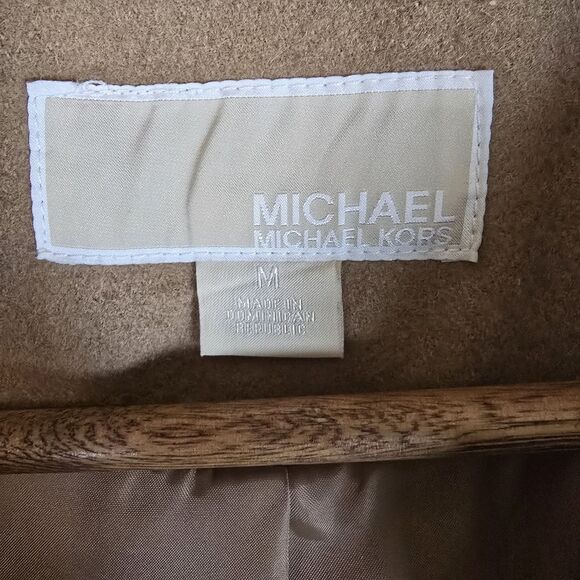 MICHAEL
MICHAEL KORS
M
MADE IN
DOMINICAN
REPUBLIC